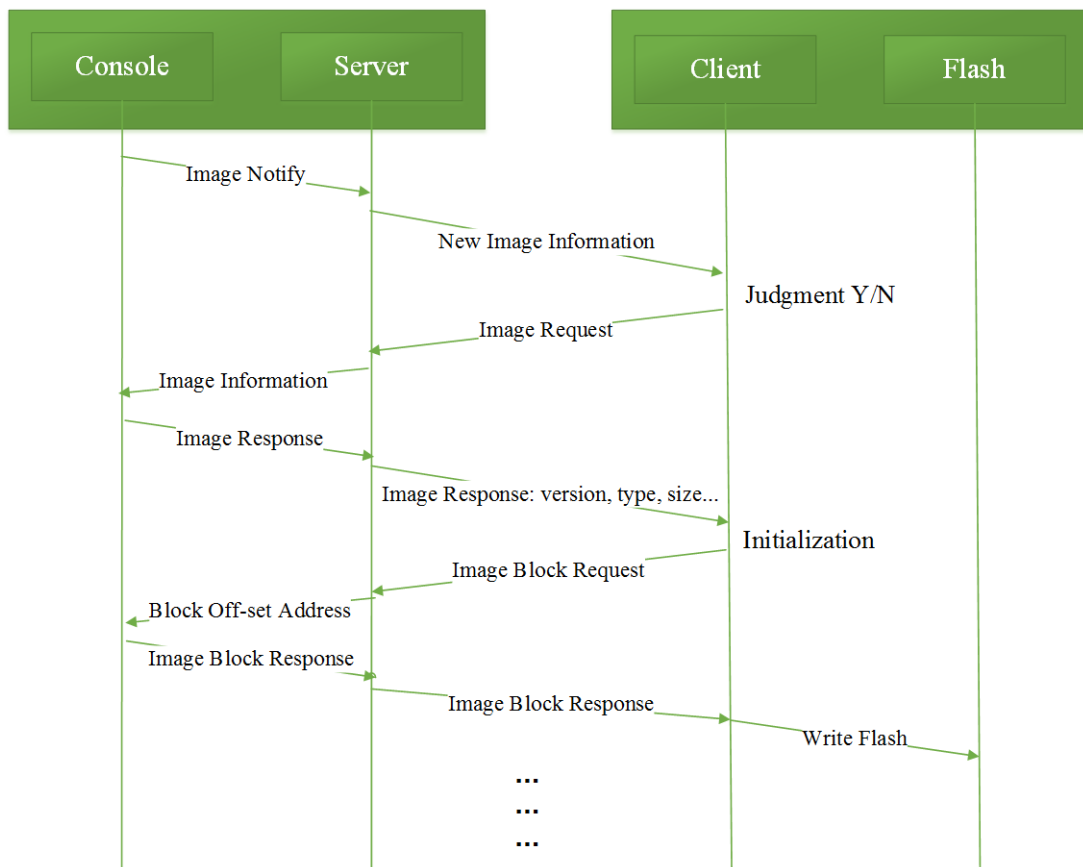 Console
Server
Client
Flash
Image Notify
New Image Information
Judgment Y/N
Image Request
Image Information
Image Response
Image Response: version, type, size...
Initialization
Image Block Request
Block Off-set Address
Image Block Response
Image Block Response
Write Flash
...
...
...